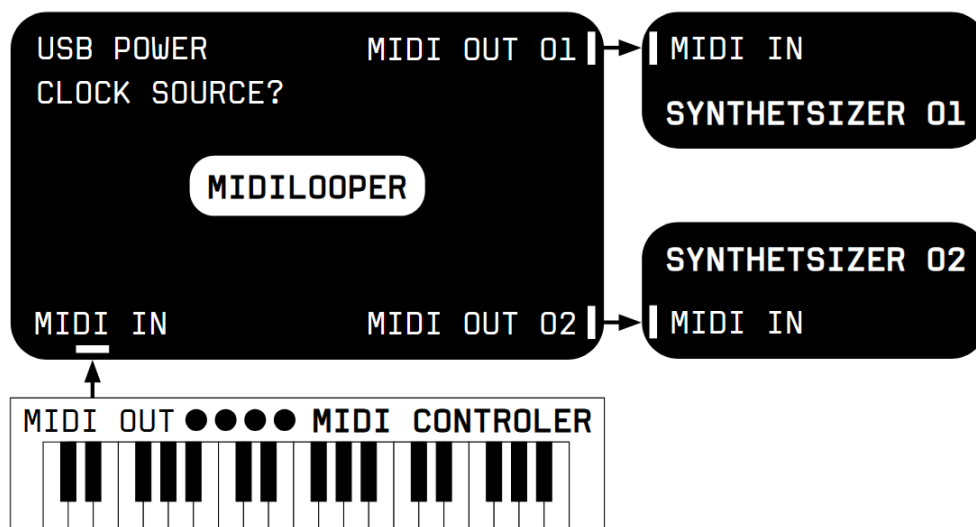 USB POWER
CLOCK SOURCE?
MIDI OUT 01
MIDILOOPER
MIDI IN
MIDI OUT 02
MIDI IN
SYNTHETSIZER 01
SYNTHETSIZER 02
MIDI IN
MIDI OUT
MIDI CONTROLER